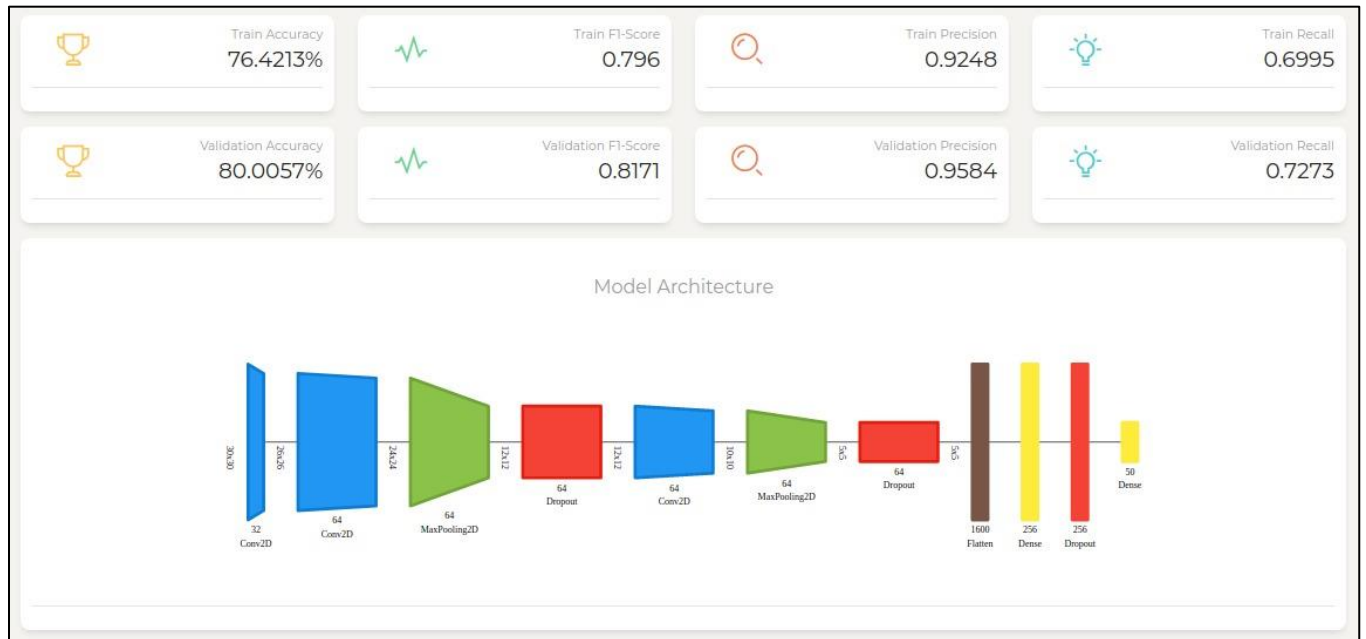 Train Accuracy
76.4213%
Train F1-Score
0.796
Train Precision
0.9248
Train Recall
0.6995
Validation Accuracy
80.0057%
Validation F1-Score
0.8171
Validation Precision
0.9584
Validation Recall
0.7273
Model Architecture
30x30
26x26
24x24
12x12
12x12
10x10
5x5
5x5
32
Conv2D
64
Conv2D
64
MaxPooling2D
64
Dropout
64
Conv2D
64
MaxPooling2D
64
Dropout
1600
Flatten
256
Dense
256
Dropout
50
Dense